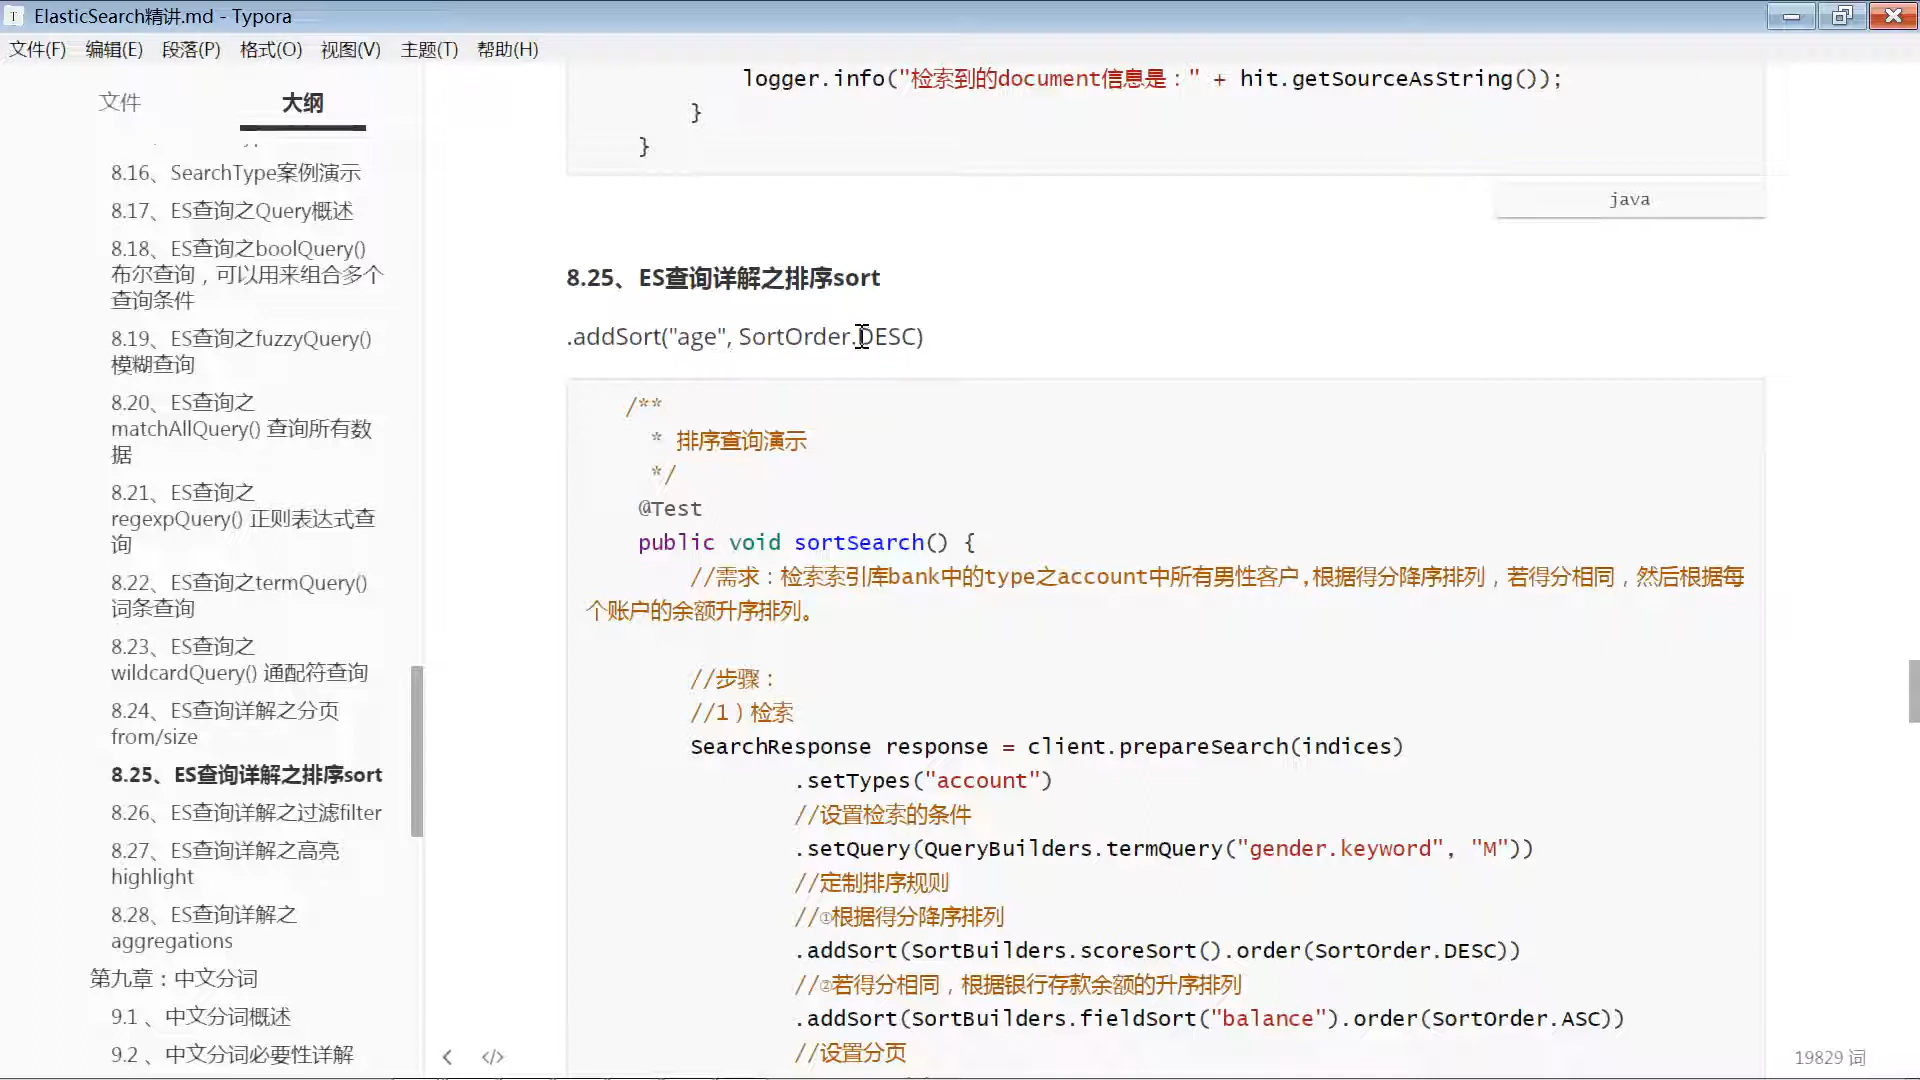 ElasticSearch精讲.md - Typora
文件(F) 编辑(E) 段落(P) 格式(O) 视图(V) 主题(T) 帮助(H)
文件 大纲
8.16、SearchType案例演示
8.17、ES查询之Query概述
8.18、ES查询之boolQuery()
布尔查询，可以用来组合多个
查询条件
8.19、ES查询之fuzzyQuery()
模糊查询
8.20、ES查询之
matchAllQuery() 查询所有数
据
8.21、ES查询之
regexpQuery() 正则表达式查
询
8.22、ES查询之termQuery()
词条查询
8.23、ES查询之
wildcardQuery() 通配符查询
8.24、ES查询详解之分页
from/size
8.25、ES查询详解之排序sort
8.26、ES查询详解之过滤filter
8.27、ES查询详解之高亮
highlight
8.28、ES查询详解之
aggregations
第九章：中文分词
9.1 、中文分词概述
9.2 、中文分词必要性详解
logger.info("检索到的document信息是：" + hit.getSourceAsString());
}
}
java
8.25、ES查询详解之排序sort
.addSort("age", SortOrder.DESC)
/**
* 排序查询演示
*/
@Test
public void sortSearch() {
//需求：检索索引库bank中的type之account中所有男性客户,根据得分降序排列，若得分相同，然后根据每
个账户的余额升序排列。
//步骤：
//1）检索
SearchResponse response = client.prepareSearch(indices)
.setTypes("account")
//设置检索的条件
.setQuery(QueryBuilders.termQuery("gender.keyword", "M"))
//定制排序规则
//①根据得分降序排列
.addSort(SortBuilders.scoreSort().order(SortOrder.DESC))
//②若得分相同，根据银行存款余额的升序排列
.addSort(SortBuilders.fieldSort("balance").order(SortOrder.ASC))
//设置分页
19829 词